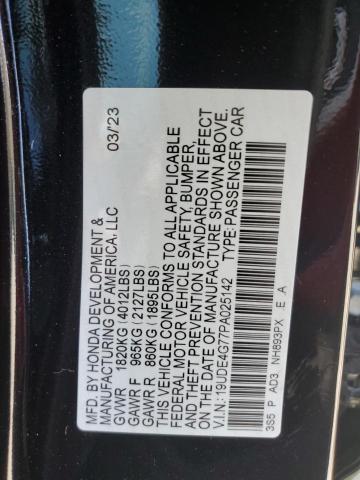 MFD. BY HONDA DEVELOPMENT &
MANUFACTURING OF AMERICA, LLC 03/23
GVWR 1820KG (4012LBS)
GAWR F 965KG (2127LBS)
GAWR R 860KG (1895LBS)
THIS VEHICLE CONFORMS TO ALL APPLICABLE
FEDERAL MOTOR VEHICLE SAFETY, BUMPER,
AND THEFT PREVENTION STANDARDS IN EFFECT
ON THE DATE OF MANUFACTURE SHOWN ABOVE.
V.I.N.: 19UDE4G77PA025142 TYPE: PASSENGER CAR
3S5 P AD3 NH893PX E A